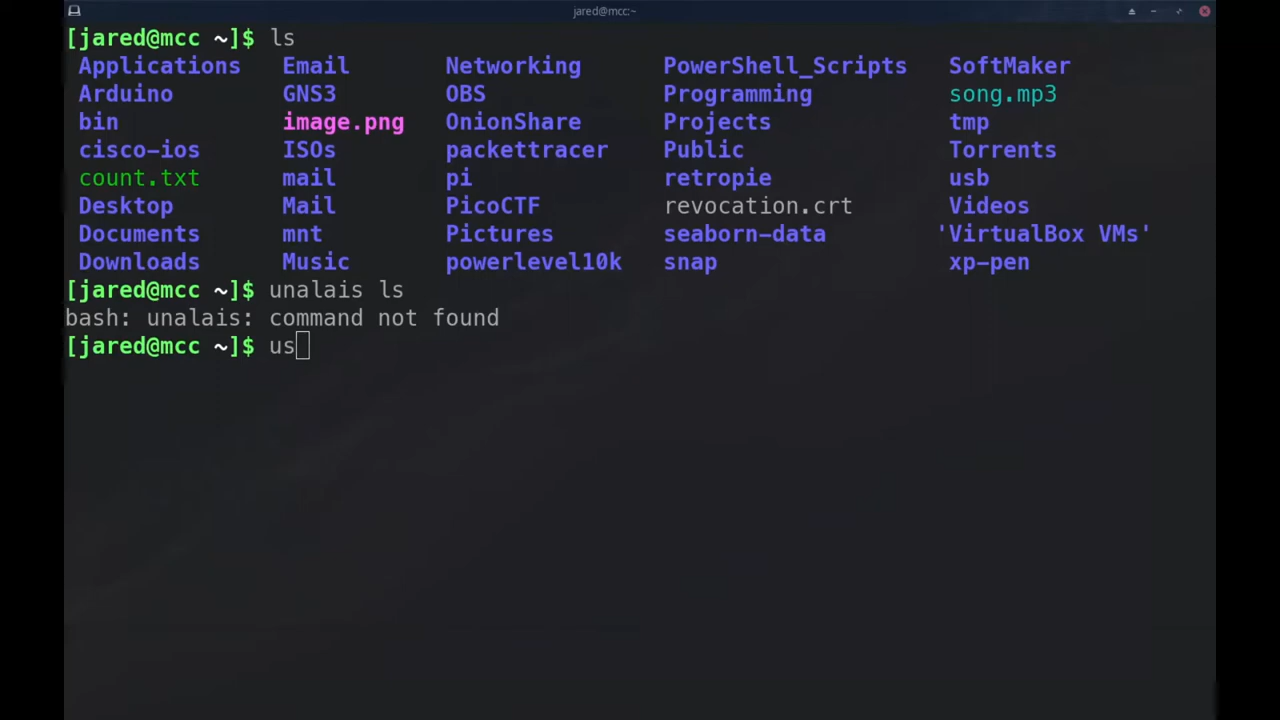 jared@mcc:~
[jared@mcc ~]$ ls
Applications Email Networking PowerShell_Scripts SoftMaker
Arduino GNS3 OBS Programming song.mp3
bin image.png OnionShare Projects tmp
cisco-ios ISOs packettracer Public Torrents
count.txt mail pi retropie usb
Desktop Mail PicoCTF revocation.crt Videos
Documents mnt Pictures seaborn-data 'VirtualBox VMs'
Downloads Music powerlevel10k snap xp-pen
[jared@mcc ~]$ unalais ls
bash: unalais: command not found
[jared@mcc ~]$ us